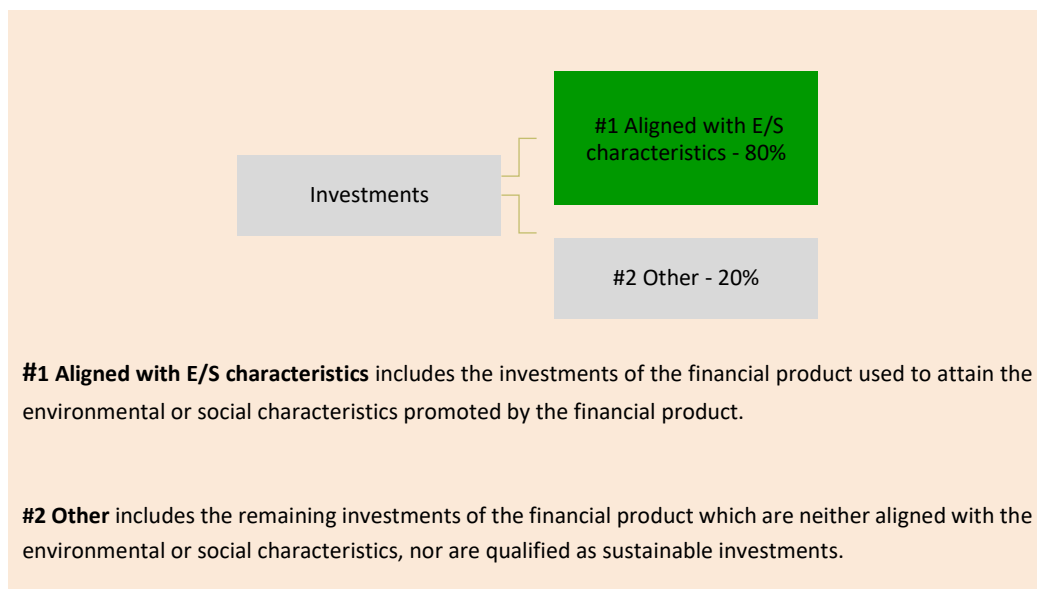 #1 Aligned with E/S
characteristics - 80%
Investments
#2 Other - 20%
#1 Aligned with E/S characteristics includes the investments of the financial product used to attain the
environmental or social characteristics promoted by the financial product.
#2 Other includes the remaining investments of the financial product which are neither aligned with the
environmental or social characteristics, nor are qualified as sustainable investments.